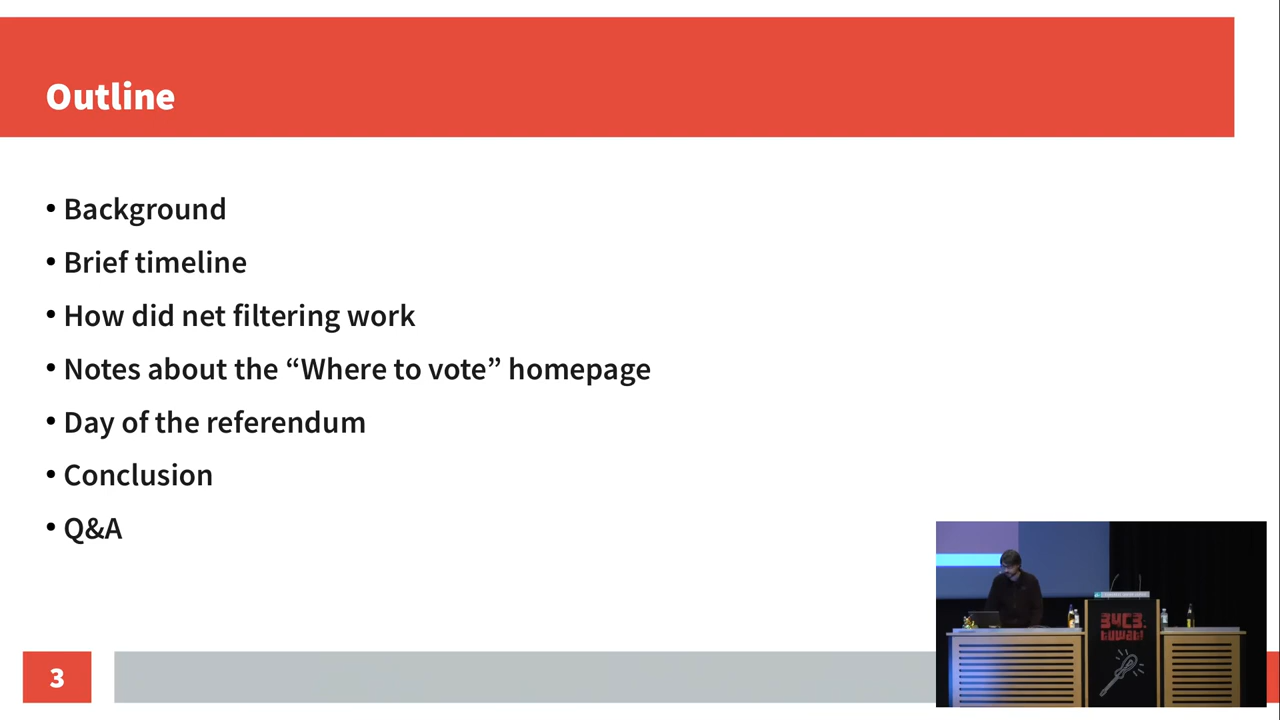 Outline
• Background
• Brief timeline
• How did net filtering work
• Notes about the “Where to vote” homepage
• Day of the referendum
• Conclusion
• Q&A
3
34C3.
tuwat!